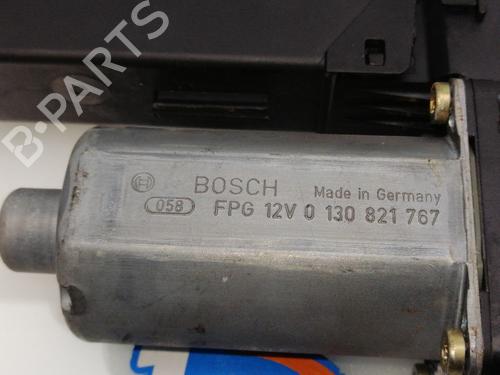 B-PARTS
BOSCH Made in Germany
058 FPG 12V 0 130 821 767